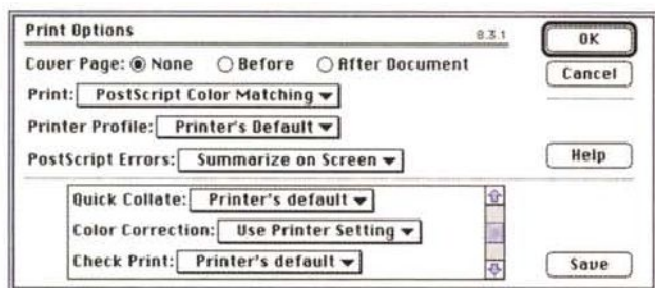 Print Options 8.3.1 OK
Cover Page: None Before After Document
Cancel
Print: PostScript Color Matching
Printer Profile: Printer's Default
PostScript Errors: Summarize on Screen Help
Quick Collate: Printer's default
Color Correction: Use Printer Setting
Check Print: Printer's default Save